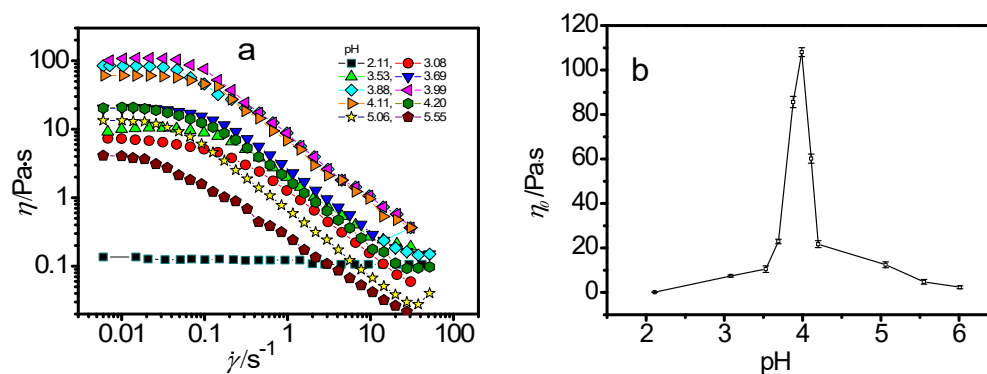 a
pH
2.11, 3.08
3.53, 3.69
3.88, 3.99
4.11, 4.20
5.06, 5.55
100
10
1
0.1
η/Pa·s
0.01 0.1 1 10 100
γ̇/s⁻¹
b
120
100
80
60
40
20
0
η₀/Pa.s
2 3 4 5 6
pH